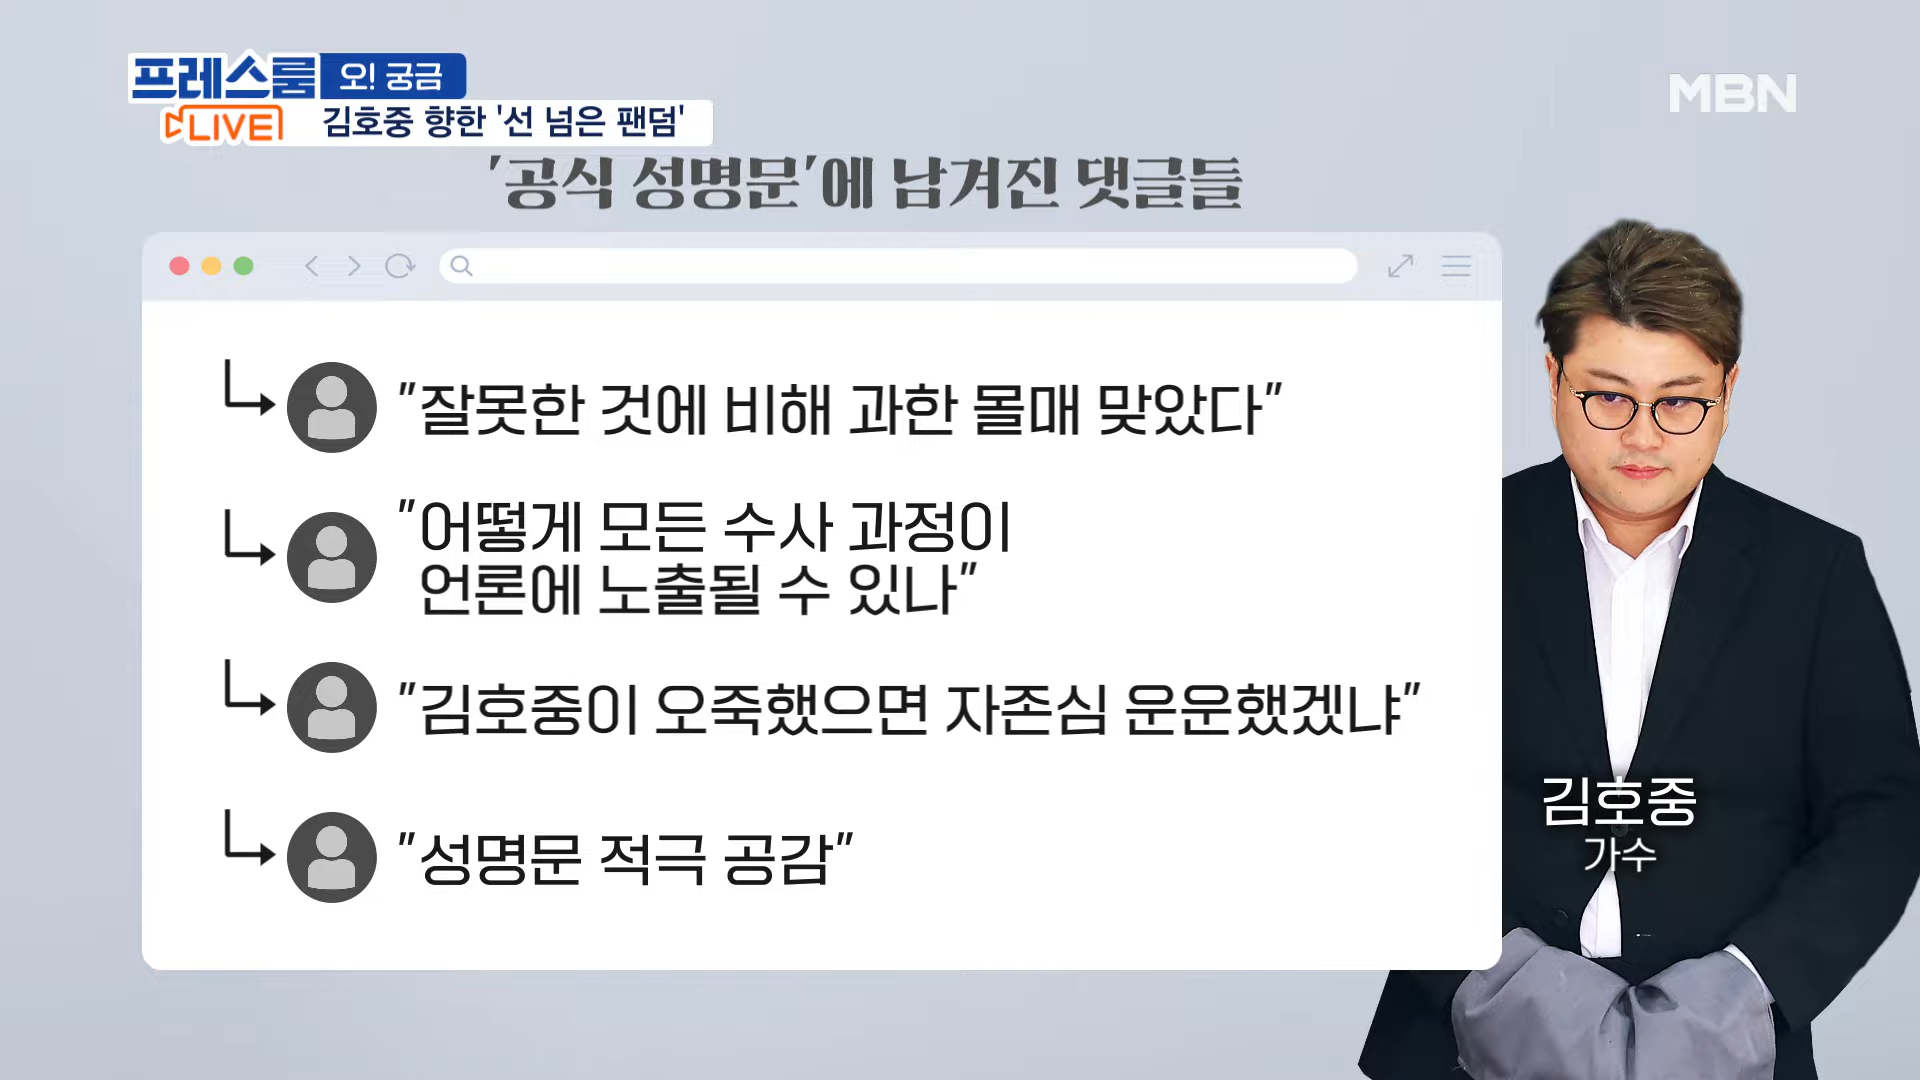 프레스룸 오! 궁금
MBN
LIVE 김호중 향한 '선 넘은 팬덤'
'공식 성명문'에 남겨진 댓글들
"잘못한 것에 비해 과한 몰매 맞았다"
"어떻게 모든 수사 과정이
언론에 노출될 수 있나"
"김호중이 오죽했으면 자존심 운운했겠냐"
"성명문 적극 공감"
김호중
가수